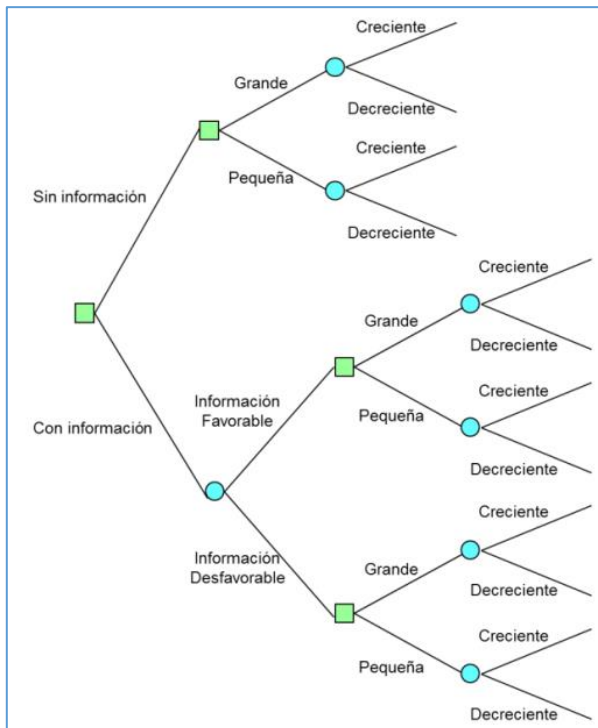 Creciente
Grande
Decreciente
Creciente
Pequeña
Sin información
Decreciente
Creciente
Grande
Decreciente
Información
Favorable
Creciente
Pequeña
Con información
Decreciente
Creciente
Información
Desfavorable
Grande
Decreciente
Creciente
Pequeña
Decreciente